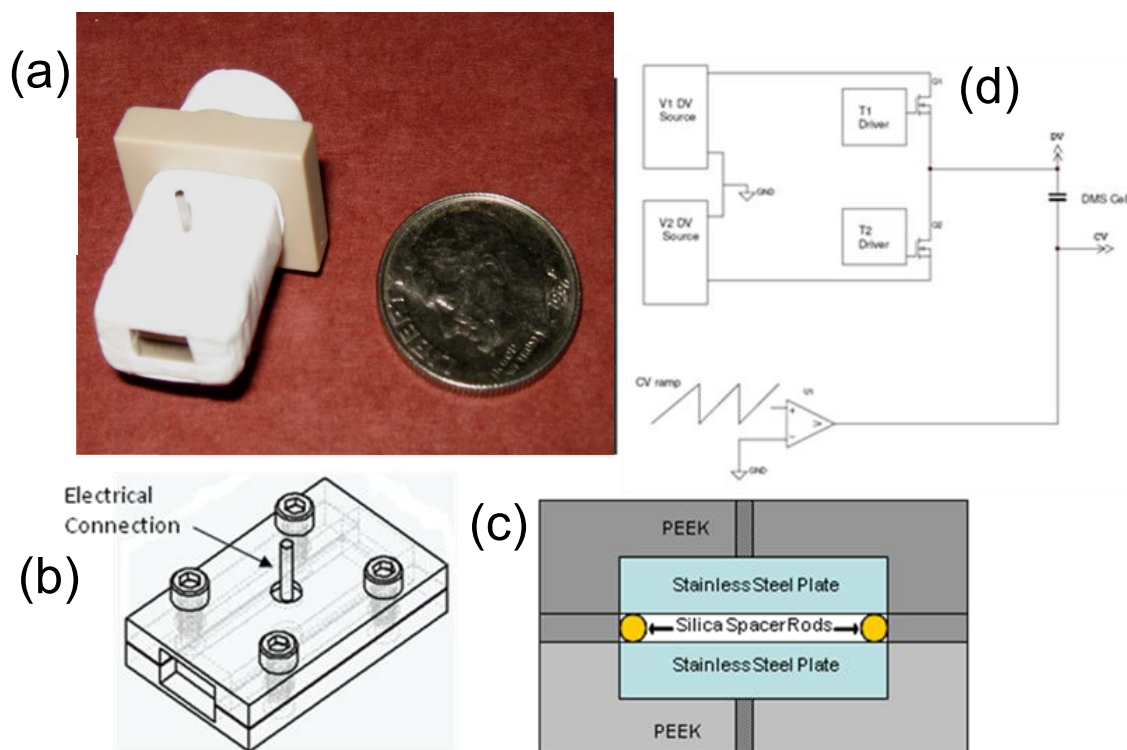 (a)
LIBERTY
1996
(d)
V1 DV
Source
T1
Driver
Q1
DV
GND
DMS Cel
V2 DV
Source
T2
Driver
Q2
CV
CV ramp
U1
+
>
−
GND
Electrical
Connection
(b)
(c)
PEEK
Stainless Steel Plate
Silica Spacer Rods
Stainless Steel Plate
PEEK